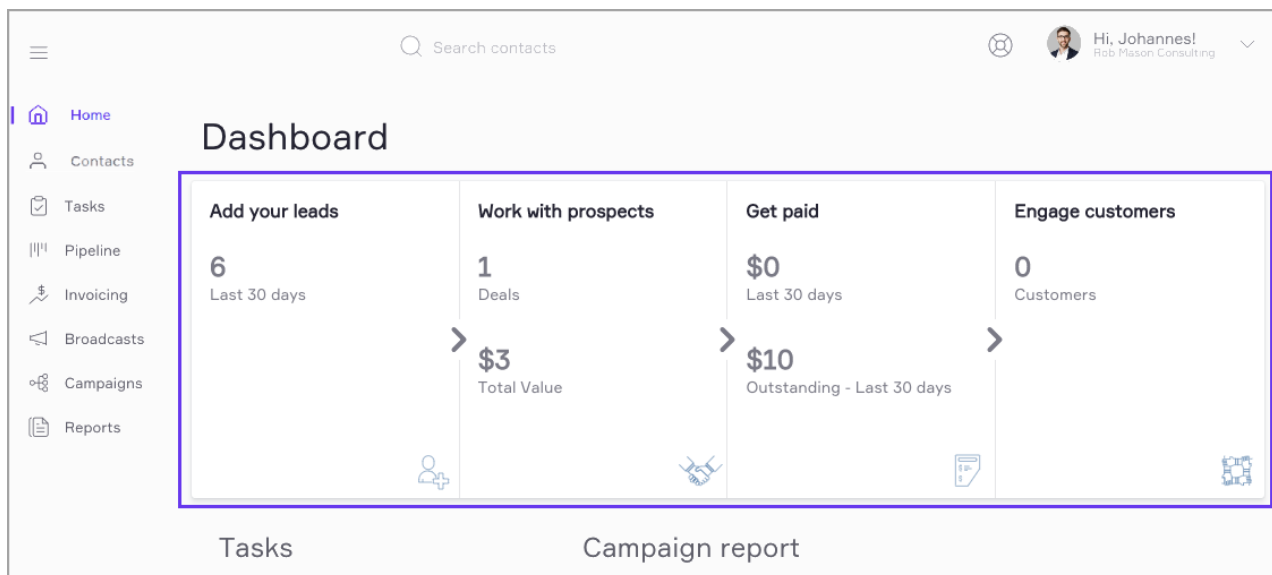 Search contacts
Hi, Johannes!
Rob Mason Consulting
Home
Contacts
Tasks
Pipeline
Invoicing
Broadcasts
Campaigns
Reports
Dashboard
Add your leads
6
Last 30 days
Work with prospects
1
Deals
$3
Total Value
Get paid
$0
Last 30 days
$10
Outstanding - Last 30 days
Engage customers
0
Customers
Tasks
Campaign report